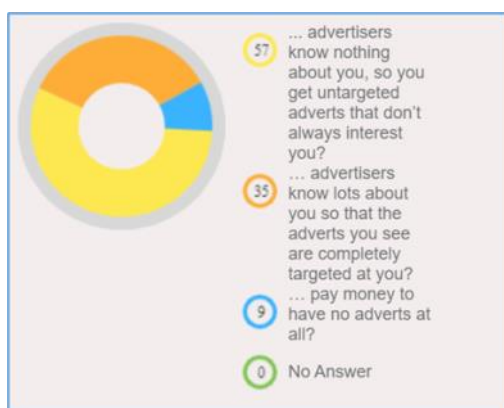 57
... advertisers
know nothing
about you, so you
get untargeted
adverts that don't
always interest
you?
35
... advertisers
know lots about
you so that the
adverts you see
are completely
targeted at you?
9
... pay money to
have no adverts at
all?
0
No Answer